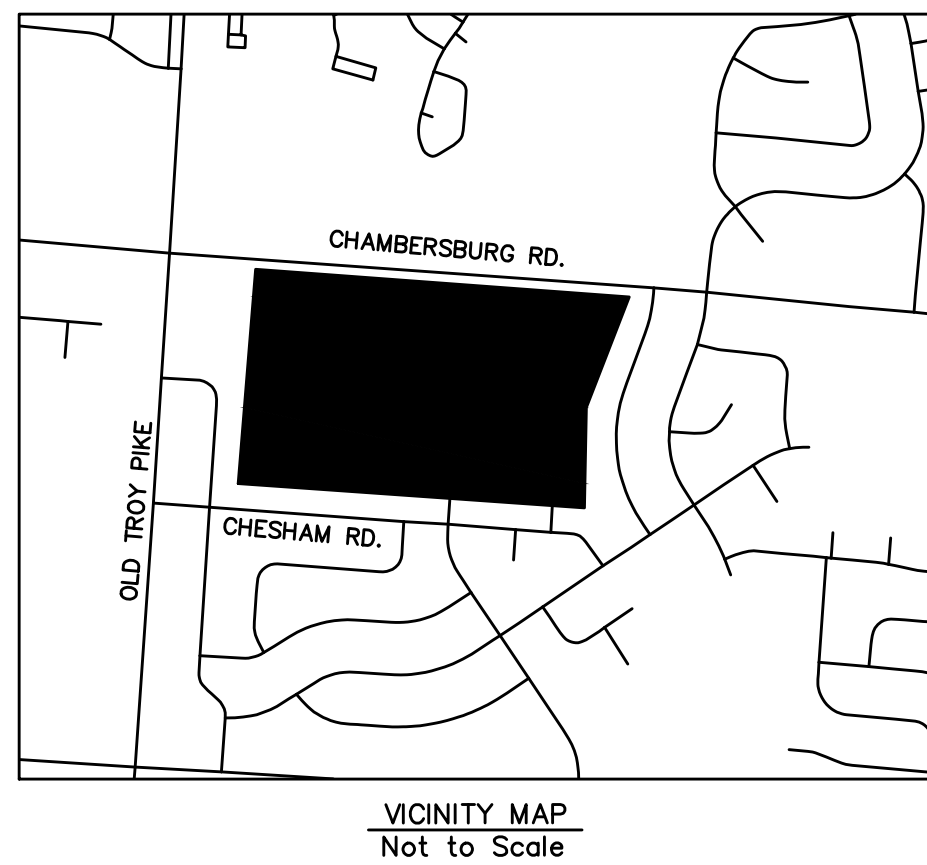 CHAMBERSBURG RD.
OLD TROY PIKE
CHESHAM RD.
VICINITY MAP
Not to Scale